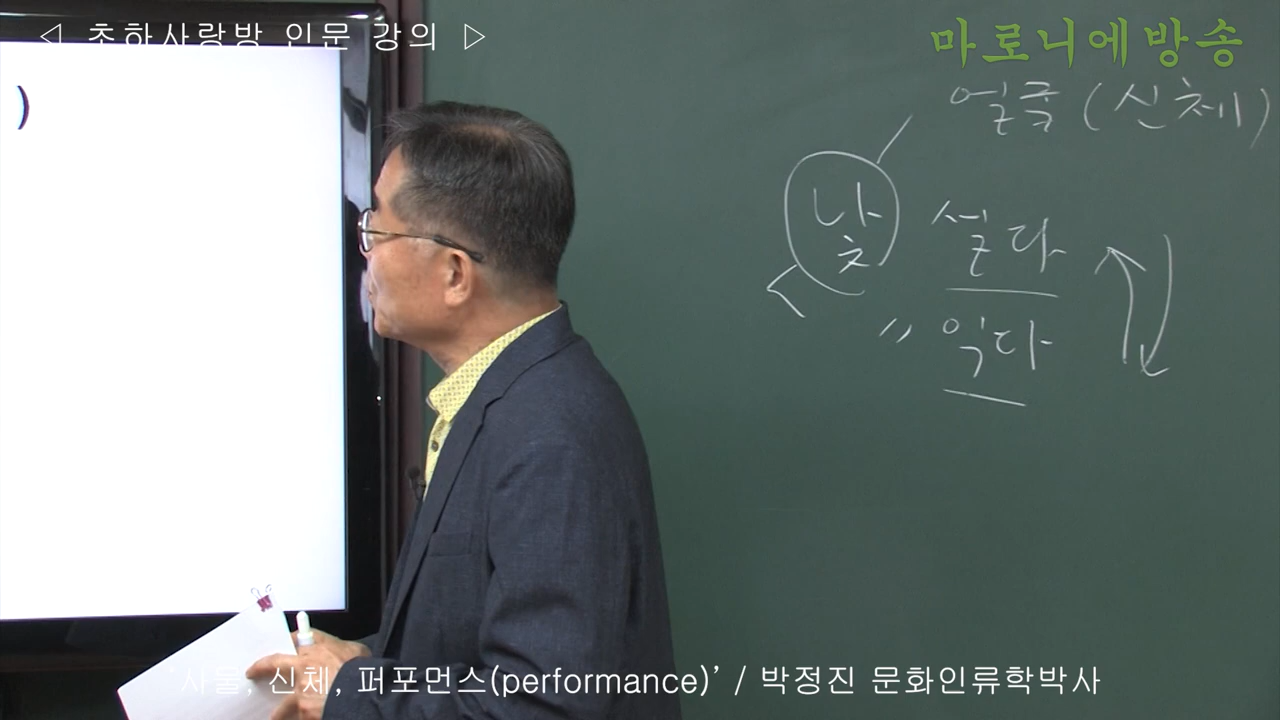 ◁ 초하사랑방 인문 강의 ▷
마로니에방송
)
얼굴(신체)
낯 설다
〃 익다
‘사물, 신체, 퍼포먼스(performance)’ / 박정진 문화인류학박사